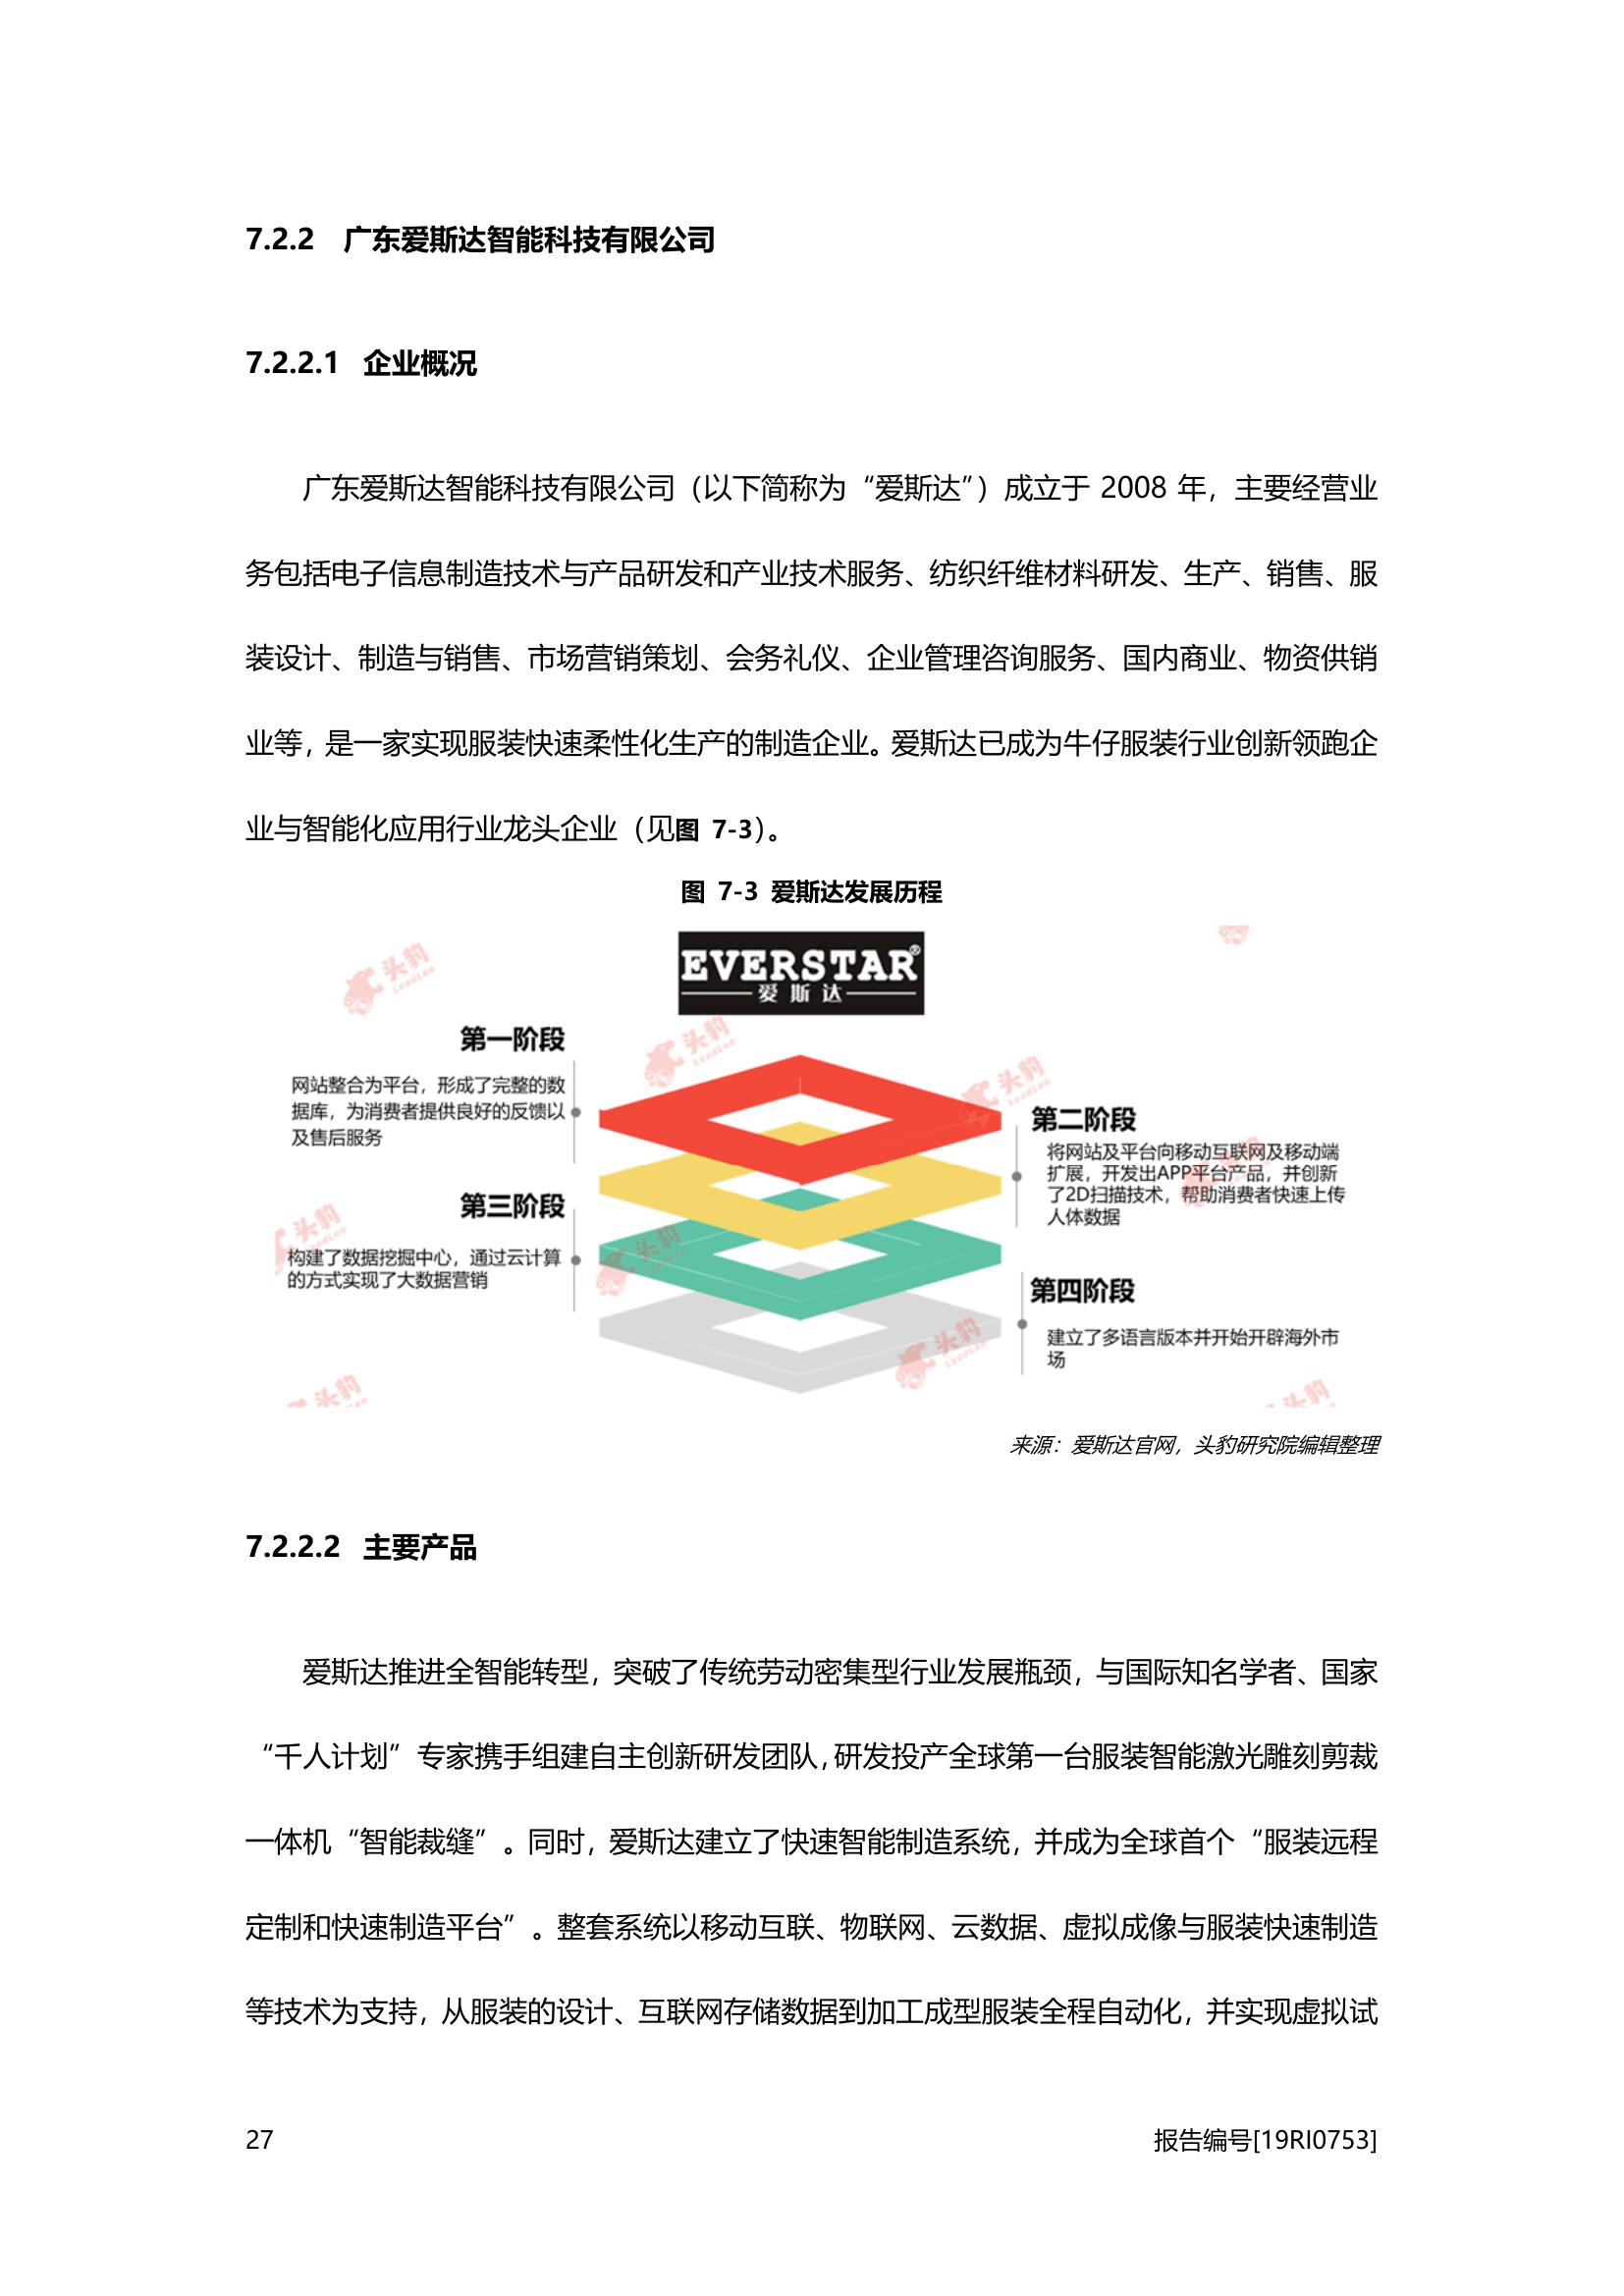 7.2.2 广东爱斯达智能科技有限公司
7.2.2.1 企业概况
广东爱斯达智能科技有限公司（以下简称为“爱斯达”）成立于 2008 年，主要经营业
务包括电子信息制造技术与产品研发和产业技术服务、纺织纤维材料研发、生产、销售、服
装设计、制造与销售、市场营销策划、会务礼仪、企业管理咨询服务、国内商业、物资供销
业等，是一家实现服装快速柔性化生产的制造企业。爱斯达已成为牛仔服装行业创新领跑企
业与智能化应用行业龙头企业（见图 7-3）。
图 7-3 爱斯达发展历程
EVERSTAR®
爱斯达
第一阶段
网站整合为平台，形成了完整的数
据库，为消费者提供良好的反馈以
及售后服务
第二阶段
将网站及平台向移动互联网及移动端
扩展，开发出APP平台产品，并创新
了2D扫描技术，帮助消费者快速上传
人体数据
第三阶段
构建了数据挖掘中心，通过云计算
的方式实现了大数据营销
第四阶段
建立了多语言版本并开始开辟海外市
场
头豹
LeadLeo
头豹
LeadLeo
头豹
LeadLeo
头豹
LeadLeo
头豹
头豹
LeadLeo
头豹
头豹
来源：爱斯达官网，头豹研究院编辑整理
7.2.2.2 主要产品
爱斯达推进全智能转型，突破了传统劳动密集型行业发展瓶颈，与国际知名学者、国家
“千人计划”专家携手组建自主创新研发团队，研发投产全球第一台服装智能激光雕刻剪裁
一体机“智能裁缝”。同时，爱斯达建立了快速智能制造系统，并成为全球首个“服装远程
定制和快速制造平台”。整套系统以移动互联、物联网、云数据、虚拟成像与服装快速制造
等技术为支持，从服装的设计、互联网存储数据到加工成型服装全程自动化，并实现虚拟试
27
报告编号[19RI0753]